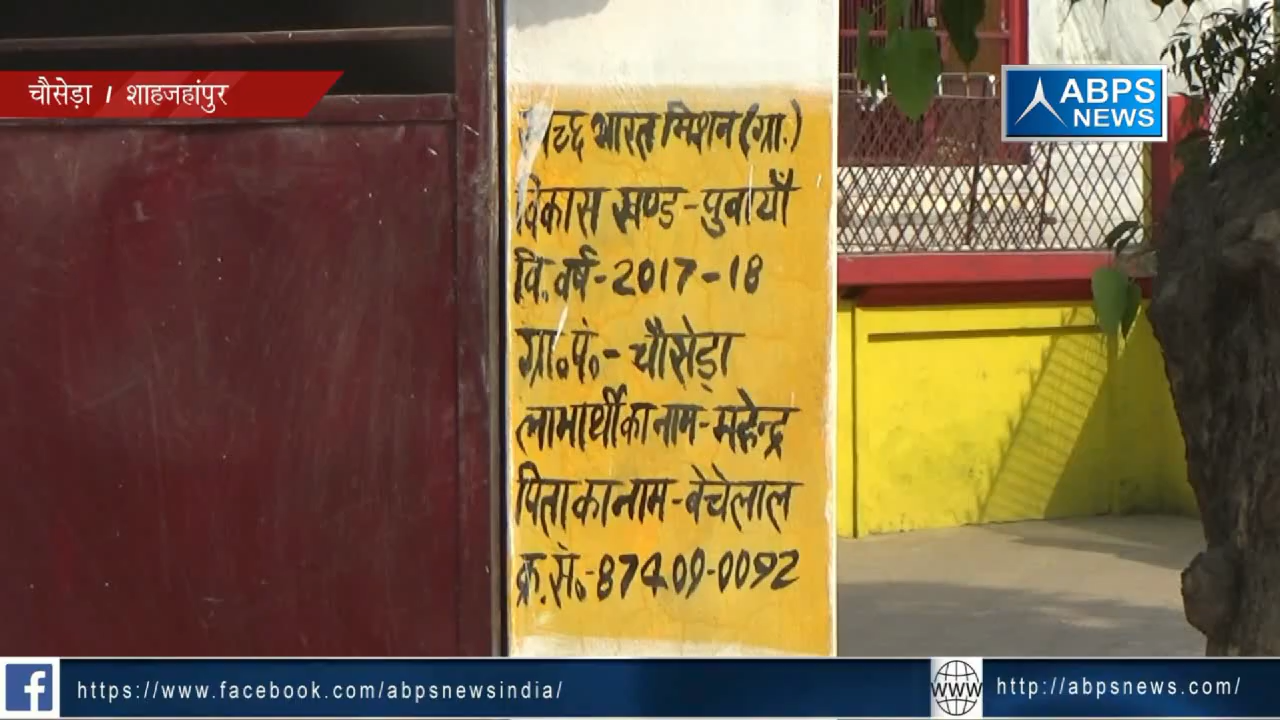 चौसेड़ा / शाहजहांपुर
ABPS
NEWS
स्वच्छ भारत मिशन (ग्रा.)
विकास खण्ड-पुवायाँ
वि. वर्ष-2017-18
ग्रा॰पं॰-चौसेड़ा
लाभार्थी का नाम-महेन्द्र
पिता का नाम-बेचेलाल
क्र.सं॰-87409-0092
https://www.facebook.com/abpsnewsindia/
www
http://abpsnews.com/